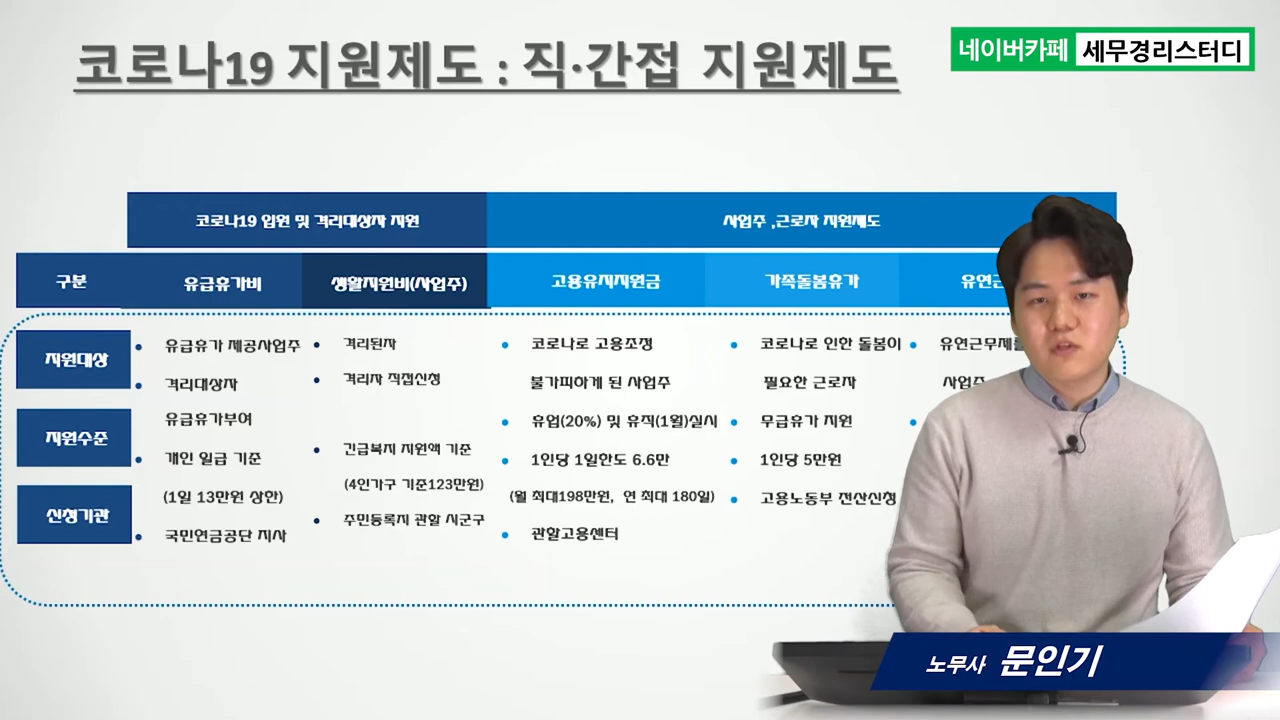 코로나19 지원제도 : 직·간접 지원제도
네이버카페 세무경리스터디
코로나19 입원 및 격리대상자 지원
사업주 ,근로자 지원제도
구분
유급휴가비
생활지원비(사업주)
고용유지지원금
가족돌봄휴가
지원대상
유급휴가 제공사업주
격리대상자
유급휴가부여
격리된자
격리자 직접신청
코로나로 고용조정
불가피하게 된 사업주
코로나로 인한 돌봄이
필요한 근로자
사업주
지원수준
개인 일급 기준
(1일 13만원 상한)
긴급복지 지원액 기준
(4인가구 기준123만원)
휴업(20%) 및 휴직(1월)실시
1인당 1일한도 6.6만
(월 최대198만원, 연 최대 180일)
무급휴가 지원
1인당 5만원
신청기관
국민연금공단 지사
주민등록지 관할 시군구
관할고용센터
고용노동부 전산신청
노무사 문인기